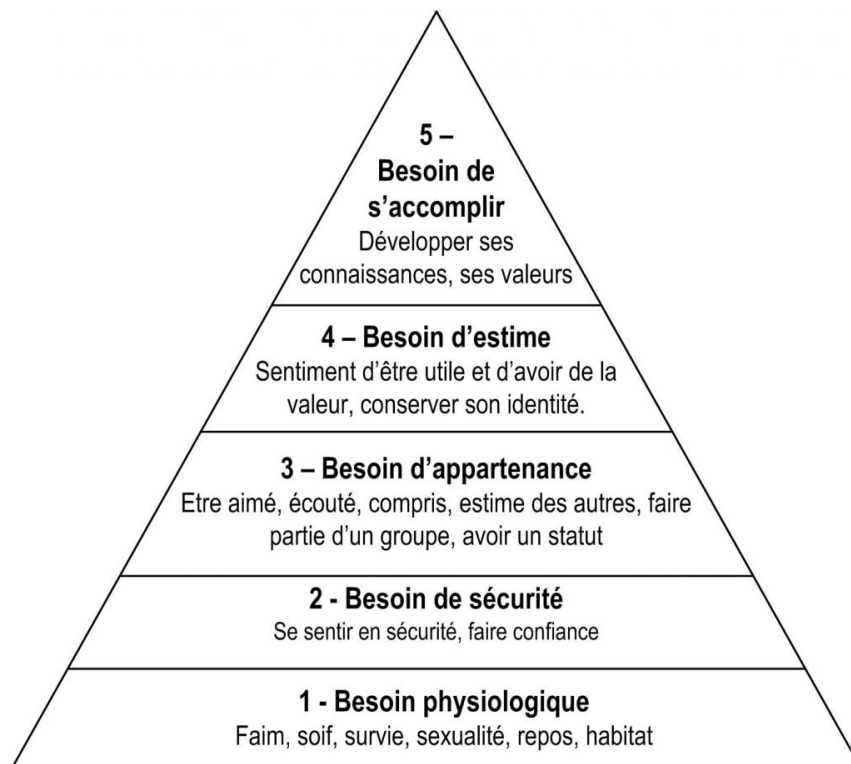 5 –
Besoin de
s’accomplir
Développer ses
connaissances, ses valeurs
4 – Besoin d’estime
Sentiment d’être utile et d’avoir de la
valeur, conserver son identité.
3 – Besoin d’appartenance
Etre aimé, écouté, compris, estime des autres, faire
partie d’un groupe, avoir un statut
2 - Besoin de sécurité
Se sentir en sécurité, faire confiance
1 - Besoin physiologique
Faim, soif, survie, sexualité, repos, habitat